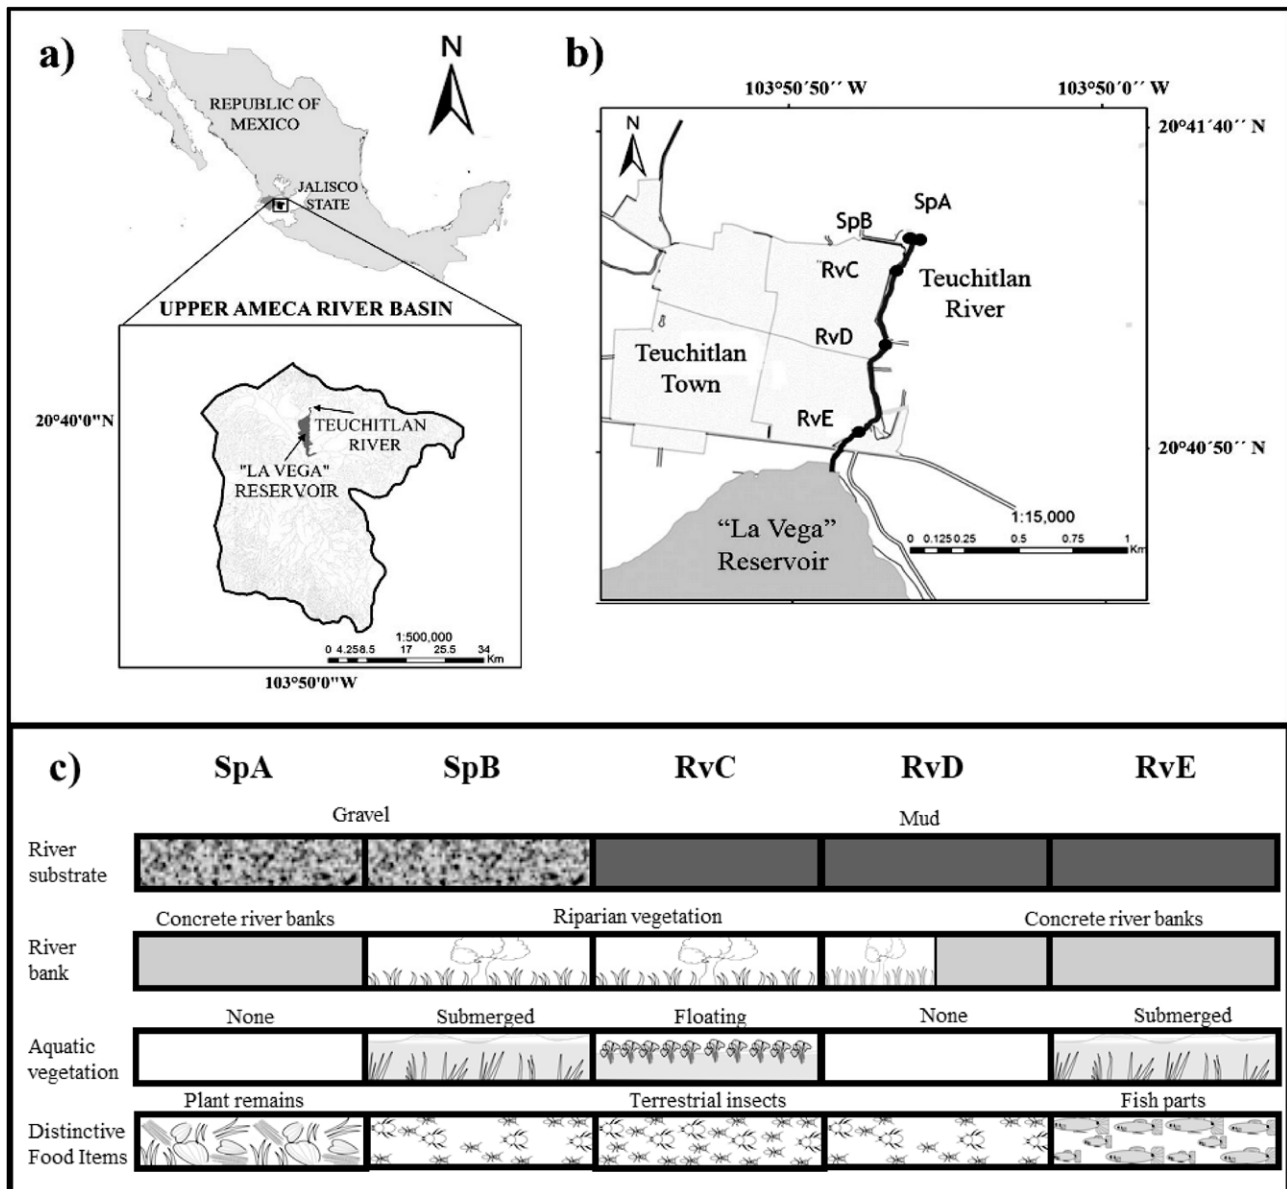 a)
N
REPUBLIC OF
MEXICO
JALISCO
STATE
UPPER AMECA RIVER BASIN
20°40'0"N
TEUCHITLAN
RIVER
"LA VEGA"
RESERVOIR
1:500,000
0 4.25 8.5 17 25.5 34
Km
103°50'0"W
b)
103°50´50´´ W
103°50´0´´ W
20°41´40´´ N
N
SpA
SpB
RvC
Teuchitlan
River
RvD
Teuchitlan
Town
RvE
20°40´50´´ N
1:15,000
0 0.125 0.25 0.5 0.75 1
Km
“La Vega”
Reservoir
c)
SpA SpB RvC RvD RvE
Gravel Mud
River
substrate
Concrete river banks Riparian vegetation Concrete river banks
River
bank
None Submerged Floating None Submerged
Aquatic
vegetation
Plant remains Terrestrial insects Fish parts
Distinctive
Food Items